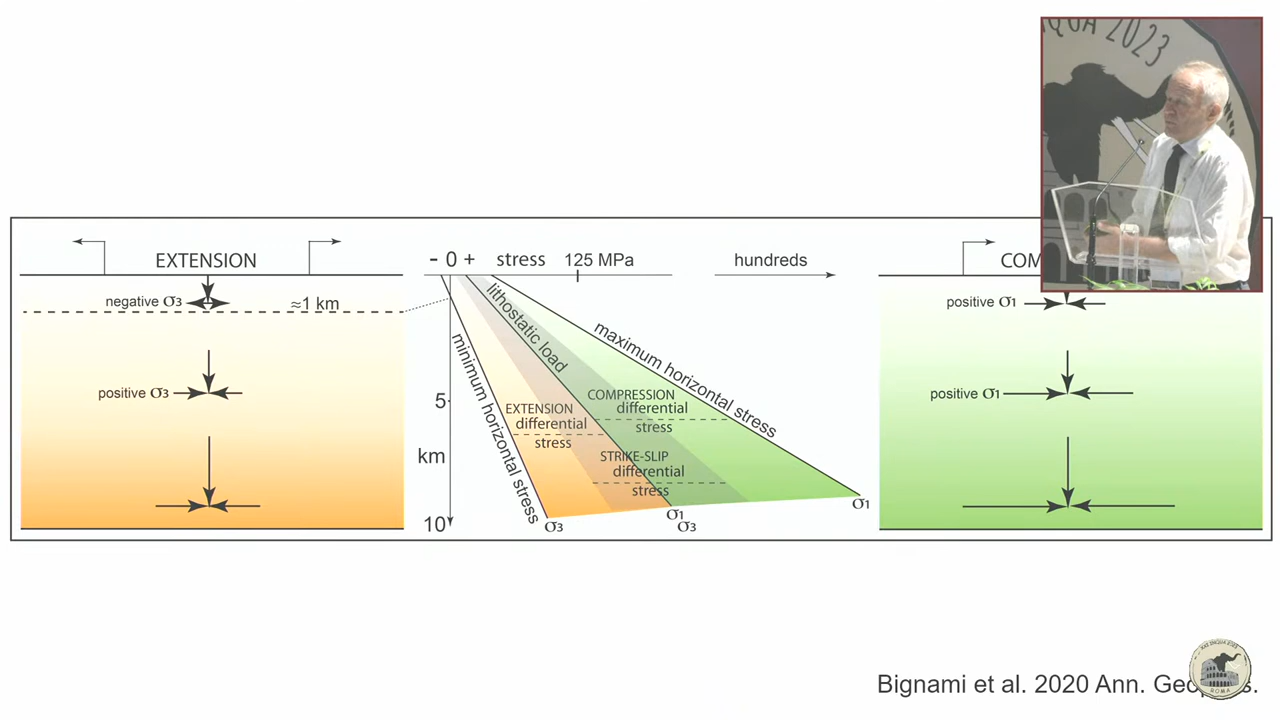 QUA 2023
EXTENSION
negative σ3
≈1 km
positive σ3
- 0 + stress 125 MPa hundreds
lithostatic load
maximum horizontal stress
minimum horizontal stress
5
km
10
EXTENSION
differential
stress
COMPRESSION
differential
stress
STRIKE-SLIP
differential
stress
σ3
σ1
σ3
σ1
positive σ1
positive σ1
Bignami et al. 2020 Ann.
ROMA